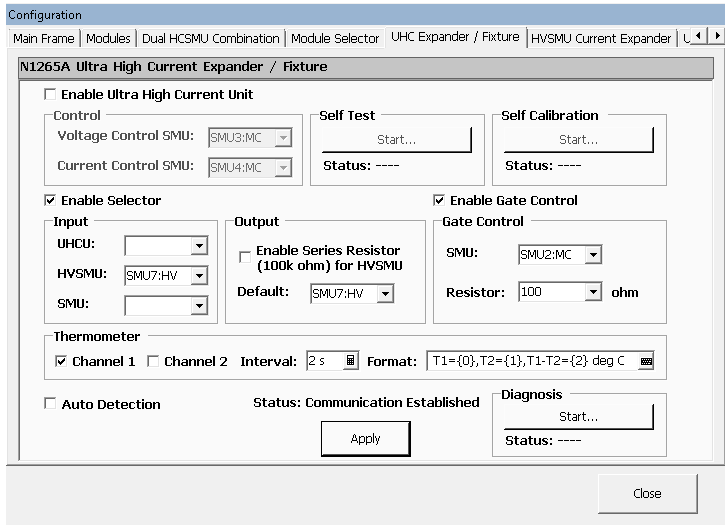 Configuration
Main Frame Modules Dual HCSMU Combination Module Selector UHC Expander / Fixture HVSMU Current Expander
N1265A Ultra High Current Expander / Fixture
Enable Ultra High Current Unit
Control
Voltage Control SMU: SMU3:MC
Current Control SMU: SMU4:MC
Self Test
Start...
Status: ----
Self Calibration
Start...
Status: ----
Enable Selector
Enable Gate Control
Input
UHCU:
HVSMU: SMU7:HV
SMU:
Output
Enable Series Resistor
(100k ohm) for HVSMU
Default: SMU7:HV
Gate Control
SMU: SMU2:MC
Resistor: 100 ohm
Thermometer
Channel 1 Channel 2 Interval: 2 s Format: T1={0},T2={1},T1-T2={2} deg C
Auto Detection
Status: Communication Established
Apply
Diagnosis
Start...
Status: ----
Close